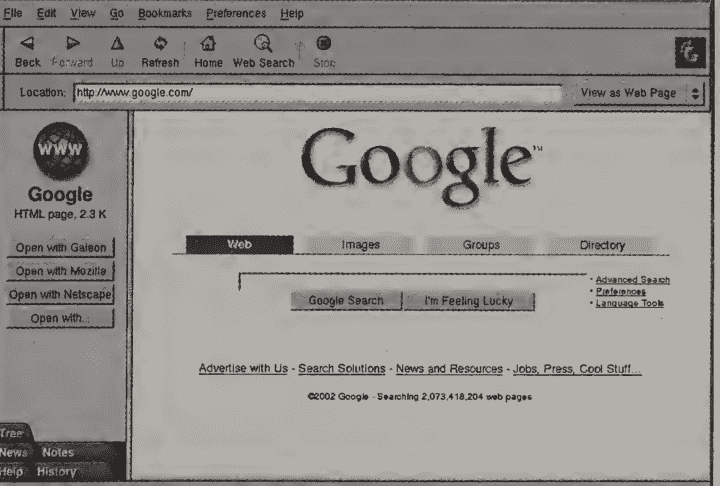 File Edit View Go Bookmarks Preferences Help
Back Forward Up Refresh Home Web Search Stop
Location: http://www.google.com/ View as Web Page
WWW
Google
HTML page, 2.3 K
Open with Galeon
Open with Mozilla
Open with Netscape
Open with...
Tree
News Notes
Help History
Google™
Web Images Groups Directory
• Advanced Search
• Preferences
• Language Tools
Google Search I'm Feeling Lucky
Advertise with Us - Search Solutions - News and Resources - Jobs, Press, Cool Stuff...
©2002 Google - Searching 2,073,418,204 web pages